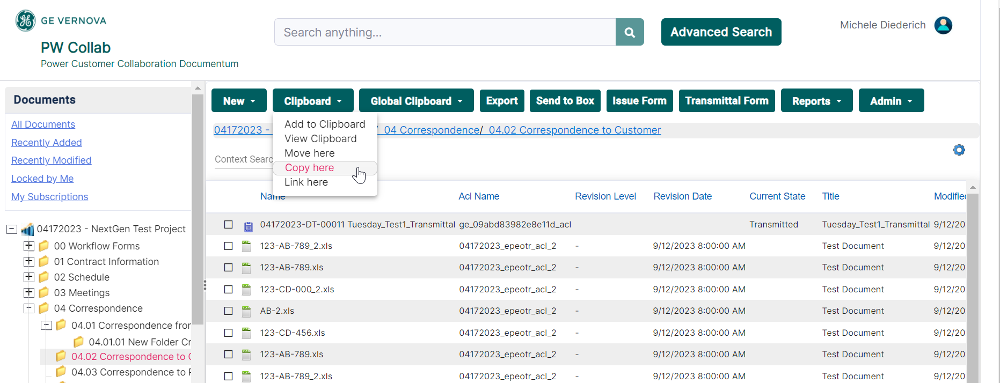 GE VERNOVA
PW Collab
Power Customer Collaboration Documentum
Search anything...
Advanced Search
Michele Diederich
Documents
All Documents
Recently Added
Recently Modified
Locked by Me
My Subscriptions
04172023 - NextGen Test Project
00 Workflow Forms
01 Contract Information
02 Schedule
03 Meetings
04 Correspondence
04.01 Correspondence from
04.01.01 New Folder Cr
04.02 Correspondence to C
04.03 Correspondence to
New
Clipboard
Global Clipboard
Export
Send to Box
Issue Form
Transmittal Form
Reports
Admin
Add to Clipboard
View Clipboard
Move here
Copy here
Link here
04172023 - / 04 Correspondence/ 04.02 Correspondence to Customer
Context Searc
Name Acl Name Revision Level Revision Date Current State Title Modified
04172023-DT-00011 Tuesday_Test1_Transmittal ge_09abd83982e8e11d_acl Transmitted Tuesday_Test1_Transmittal 9/12/20
123-AB-789_2.xls 04172023_epeotr_acl_2 - 9/12/2023 8:00:00 AM Test Document 9/12/20
123-AB-789.xls 04172023_epeotr_acl_2 - 9/12/2023 8:00:00 AM Test Document 9/12/20
123-CD-000_2.xls 04172023_epeotr_acl_2 - 9/12/2023 8:00:00 AM Test Document 9/12/20
AB-2.xls 04172023_epeotr_acl_2 - 9/12/2023 8:00:00 AM Test Document 9/12/20
123-CD-456.xls 04172023_epeotr_acl_2 - 9/12/2023 8:00:00 AM Test Document 9/12/20
123-AB-789.xls 04172023_epeotr_acl_2 - 9/12/2023 8:00:00 AM Test Document 9/12/20
123-AB-789_2.xls 04172023_epeotr_acl_2 - 9/12/2023 8:00:00 AM Test Document 9/12/20